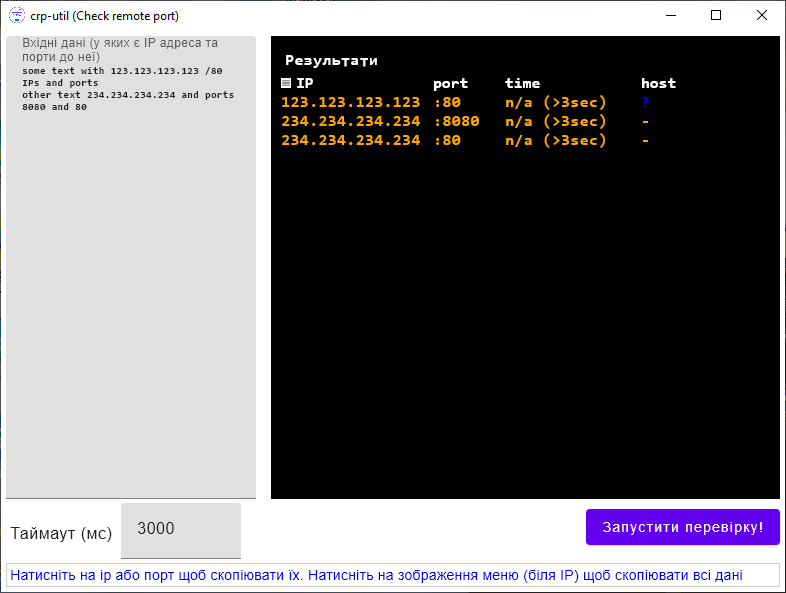 crp-util (Check remote port)
Вхідні дані (у яких є IP адреса та
порти до неї)
some text with 123.123.123.123 /80
IPs and ports
other text 234.234.234.234 and ports
8080 and 80
Результати
IP port time host
123.123.123.123 :80 n/a (>3sec) ?
234.234.234.234 :8080 n/a (>3sec) -
234.234.234.234 :80 n/a (>3sec) -
Таймаут (мс) 3000
Запустити перевірку!
Натисніть на ip або порт щоб скопіювати їх. Натисніть на зображення меню (біля IP) щоб скопіювати всі дані